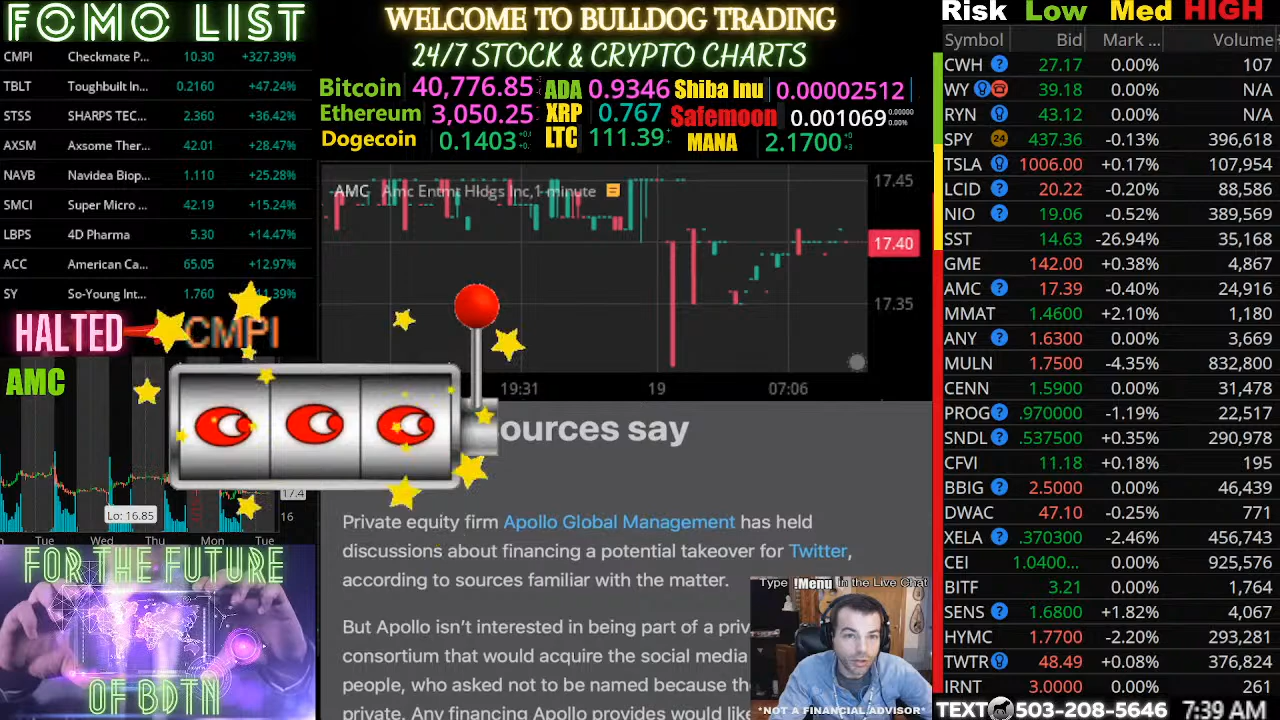 FOMO LIST
CMPI Checkmate P... 10.30 +327.39%
TBLT Toughbuilt In... 0.2160 +47.24%
STSS SHARPS TEC... 2.360 +36.42%
AXSM Axsome Ther... 42.01 +28.47%
NAVB Navidea Biop... 1.110 +25.28%
SMCI Super Micro ... 42.19 +15.24%
LBPS 4D Pharma 5.30 +14.47%
ACC American Ca... 65.05 +12.97%
SY So-Young Int... 1.760
HALTED CMPI
AMC
Lo: 16.85
17.4
16
Tue Wed Thu Mon Tue
FOR THE FUTURE
OF BDTN
WELCOME TO BULLDOG TRADING
24/7 STOCK & CRYPTO CHARTS
Bitcoin 40,776.85 ADA 0.9346 Shiba Inu 0.00002512
Ethereum 3,050.25 XRP 0.767 Safemoon 0.001069
Dogecoin 0.1403 LTC 111.39 MANA 2.1700
AMC Amc Entmt Hldgs Inc,1 minute
17.45
17.40
17.35
19:31 19 07:06
ources say
Private equity firm Apollo Global Management has held
discussions about financing a potential takeover for Twitter,
according to sources familiar with the matter.
But Apollo isn't interested in being part of a priv
consortium that would acquire the social media
people, who asked not to be named because the
private. Any financing Apollo provides would like
Type !Menu in the Live Chat
*NOT A FINANCIAL ADVISOR*
Risk Low Med HIGH
Symbol Bid Mark ... Volume
CWH 27.17 0.00% 107
WY 39.18 0.00% N/A
RYN 43.12 0.00% N/A
SPY 24 437.36 -0.13% 396,618
TSLA 1006.00 +0.17% 107,954
LCID 20.22 -0.20% 88,586
NIO 19.06 -0.52% 389,569
SST 14.63 -26.94% 35,168
GME 142.00 +0.38% 4,867
AMC 17.39 -0.40% 24,916
MMAT 1.4600 +2.10% 1,180
ANY 1.6300 0.00% 3,669
MULN 1.7500 -4.35% 832,800
CENN 1.5900 0.00% 31,478
PROG .970000 -1.19% 22,517
SNDL .537500 +0.35% 290,978
CFVI 11.18 +0.18% 195
BBIG 2.5000 0.00% 46,439
DWAC 47.10 -0.25% 771
XELA .370300 -2.46% 456,743
CEI 1.0400... 0.00% 925,576
BITF 3.21 0.00% 1,764
SENS 1.6800 +1.82% 4,067
HYMC 1.7700 -2.20% 293,281
TWTR 48.49 +0.08% 376,824
IRNT 3.0000 0.00% 261
TEXT 503-208-5646 7:39 AM